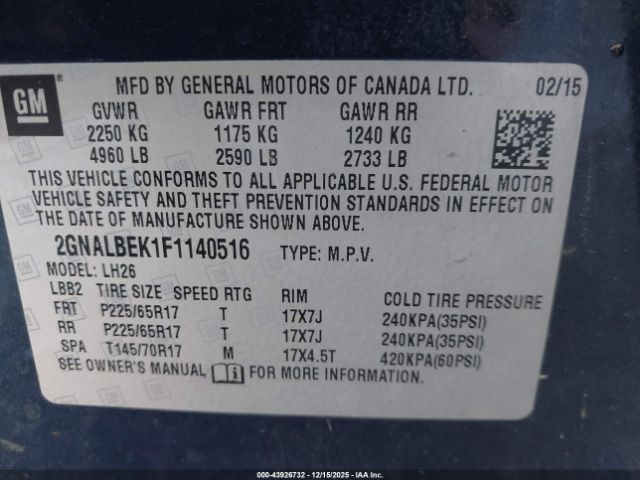 GM
MFD BY GENERAL MOTORS OF CANADA LTD. 02/15
GVWR GAWR FRT GAWR RR
2250 KG 1175 KG 1240 KG
4960 LB 2590 LB 2733 LB
THIS VEHICLE CONFORMS TO ALL APPLICABLE U.S. FEDERAL MOTOR
VEHICLE SAFETY AND THEFT PREVENTION STANDARDS IN EFFECT ON
THE DATE OF MANUFACTURE SHOWN ABOVE.
2GNALBEK1F1140516 TYPE: M.P.V.
MODEL: LH26
LBB2 TIRE SIZE SPEED RTG RIM COLD TIRE PRESSURE
FRT P225/65R17 T 17X7J 240KPA(35PSI)
RR P225/65R17 T 17X7J 240KPA(35PSI)
SPA T145/70R17 M 17X4.5T 420KPA(60PSI)
SEE OWNER'S MANUAL FOR MORE INFORMATION.
000-43926732 - 12/15/2025 - IAAI.com